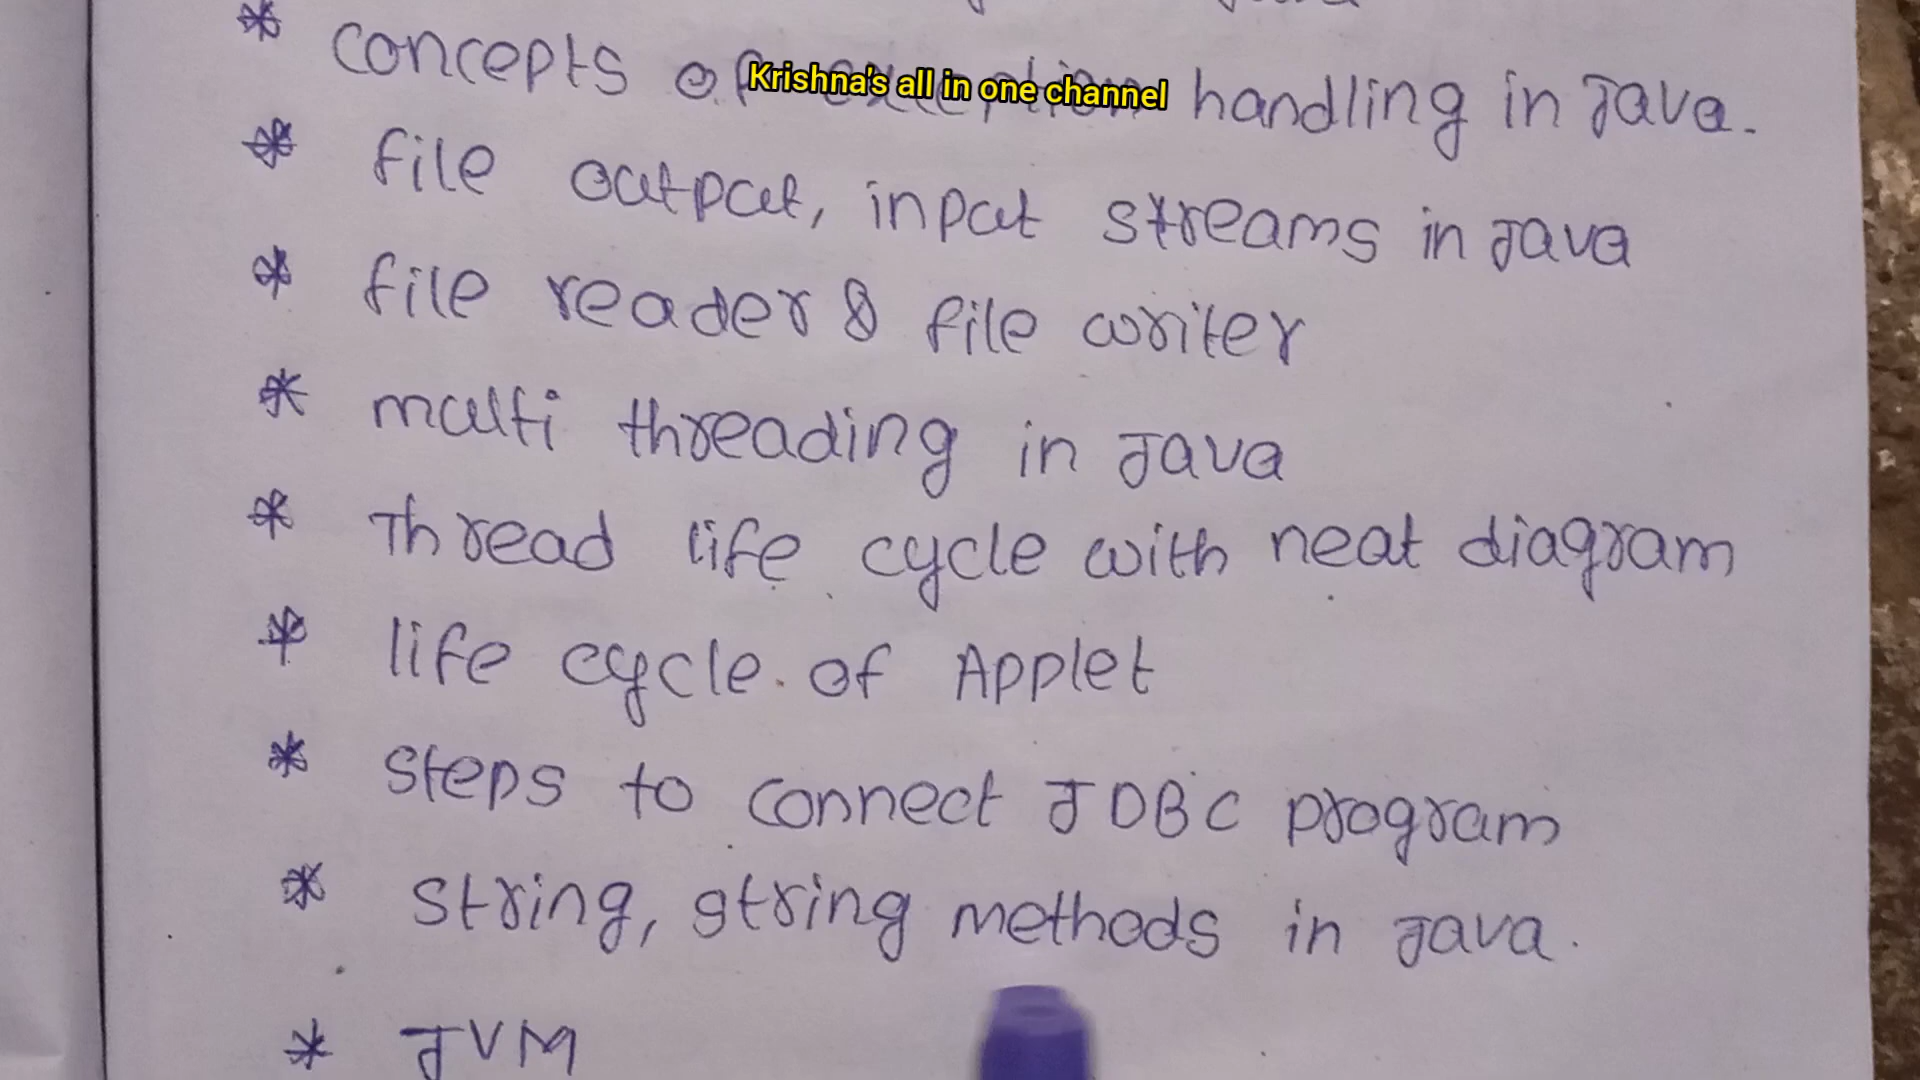 * concepts of exception handling in Java.
Krishna's all in one channel
* file output, input streams in Java
* file reader & file writer
* multi threading in Java
* Thread life cycle with neat diagram
* life cycle of Applet
* steps to connect JDBC program
* string, string methods in Java.
* JVM